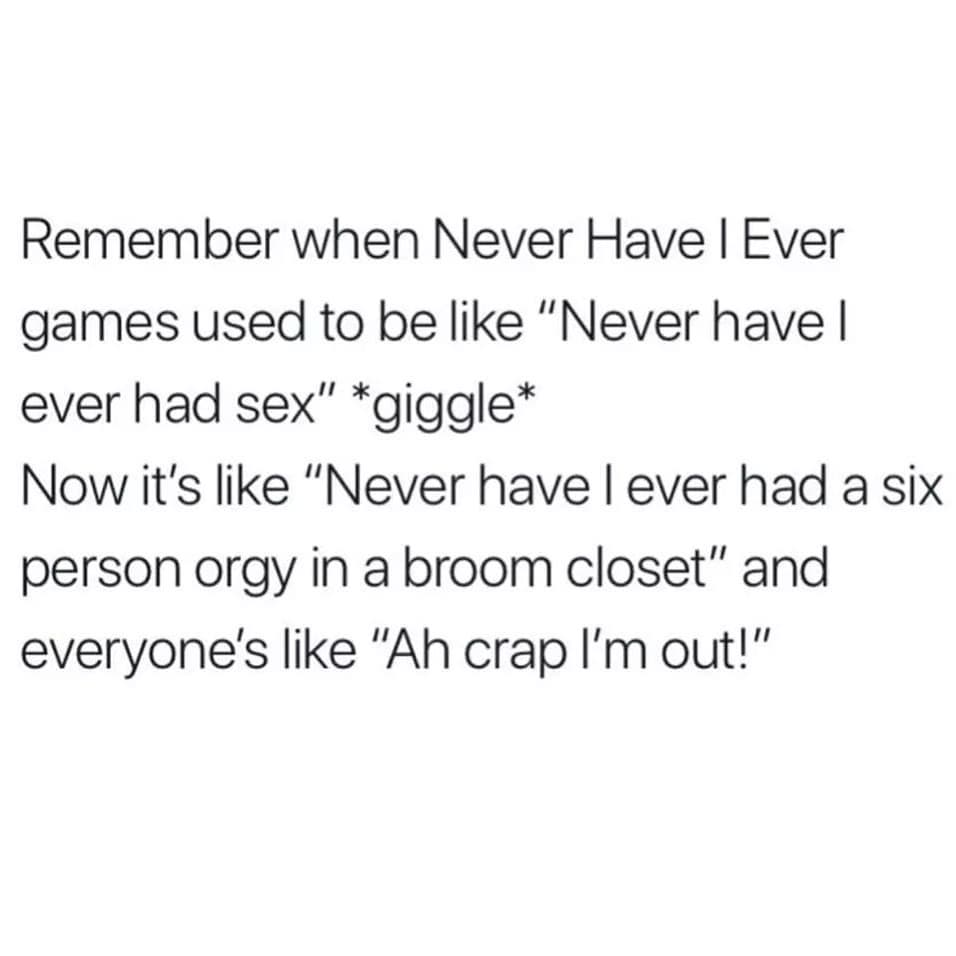 Remember when Never Have I Ever
games used to be like “Never have I
ever had sex” *giggle*
Now it’s like “Never have I ever had a six
person orgy in a broom closet” and
everyone’s like “Ah crap I’m out!”